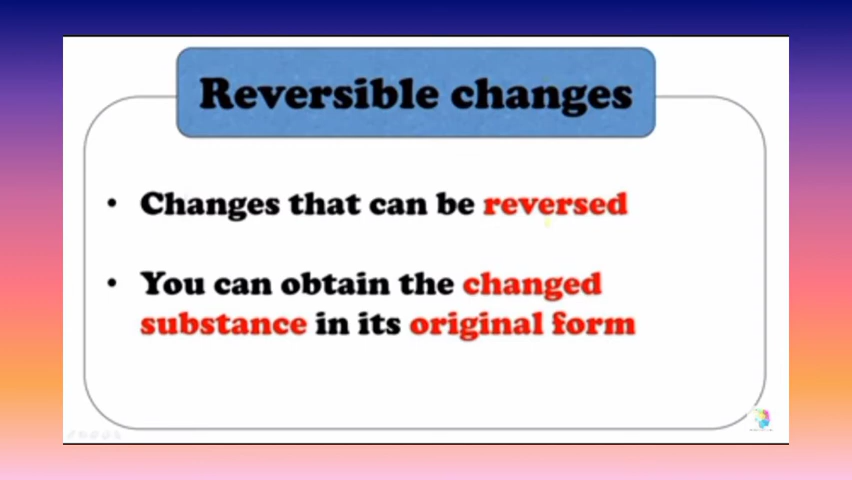 Reversible changes
• Changes that can be reversed
• You can obtain the changed
substance in its original form